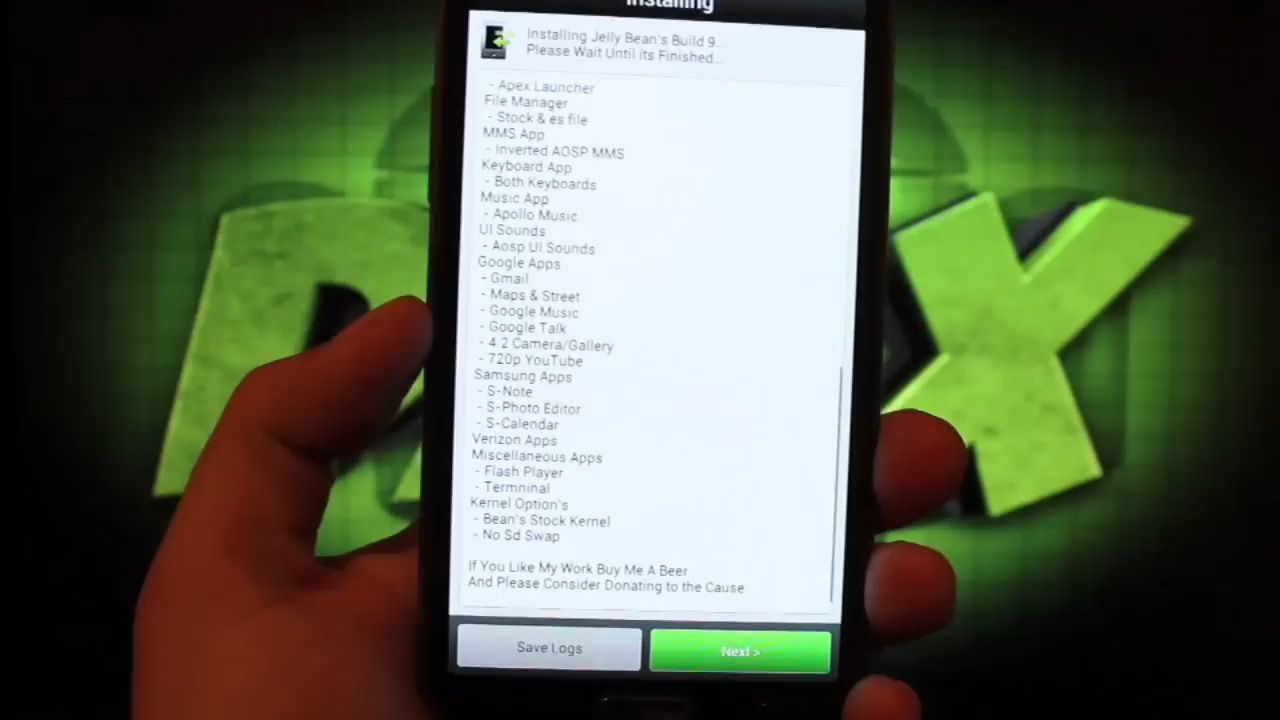 Installing
Installing Jelly Bean's Build 9...
Please Wait Until its Finished...
- Apex Launcher
File Manager
- Stock & es file
MMS App
- Inverted AOSP MMS
Keyboard App
- Both Keyboards
Music App
- Apollo Music
UI Sounds
- Aosp UI Sounds
Google Apps
- Gmail
- Maps & Street
- Google Music
- Google Talk
- 4.2 Camera/Gallery
- 720p YouTube
Samsung Apps
- S-Note
- S-Photo Editor
- S-Calendar
Verizon Apps
Miscellaneous Apps
- Flash Player
- Termninal
Kernel Option's
- Bean's Stock Kernel
- No Sd Swap
If You Like My Work Buy Me A Beer
And Please Consider Donating to the Cause
Save Logs
Next >